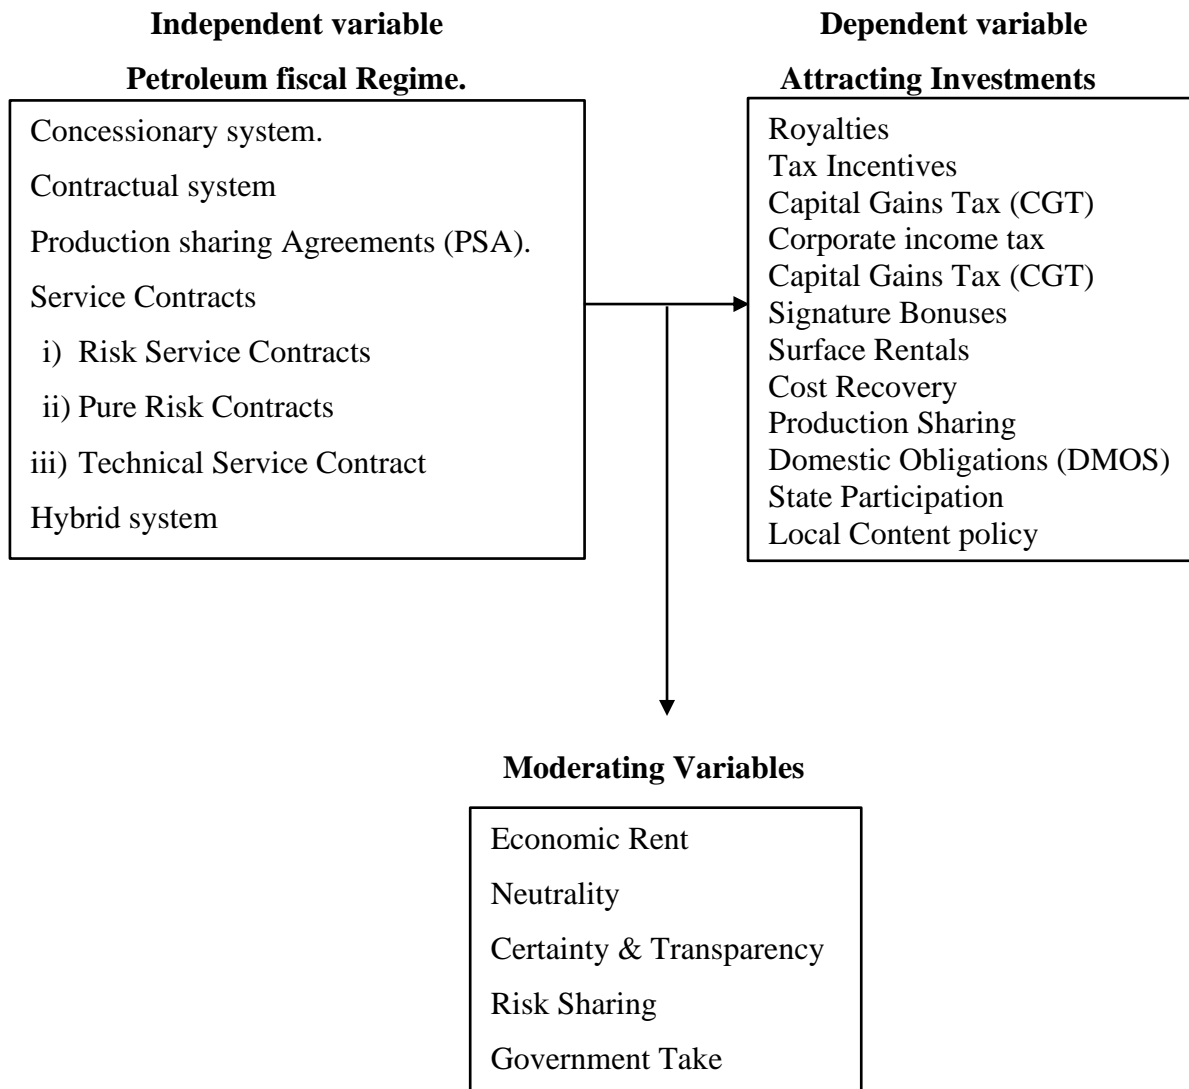 Independent variable
Petroleum fiscal Regime.
Concessionary system.
Contractual system
Production sharing Agreements (PSA).
Service Contracts
i) Risk Service Contracts
ii) Pure Risk Contracts
iii) Technical Service Contract
Hybrid system
Dependent variable
Attracting Investments
Royalties
Tax Incentives
Capital Gains Tax (CGT)
Corporate income tax
Capital Gains Tax (CGT)
Signature Bonuses
Surface Rentals
Cost Recovery
Production Sharing
Domestic Obligations (DMOS)
State Participation
Local Content policy
Moderating Variables
Economic Rent
Neutrality
Certainty & Transparency
Risk Sharing
Government Take